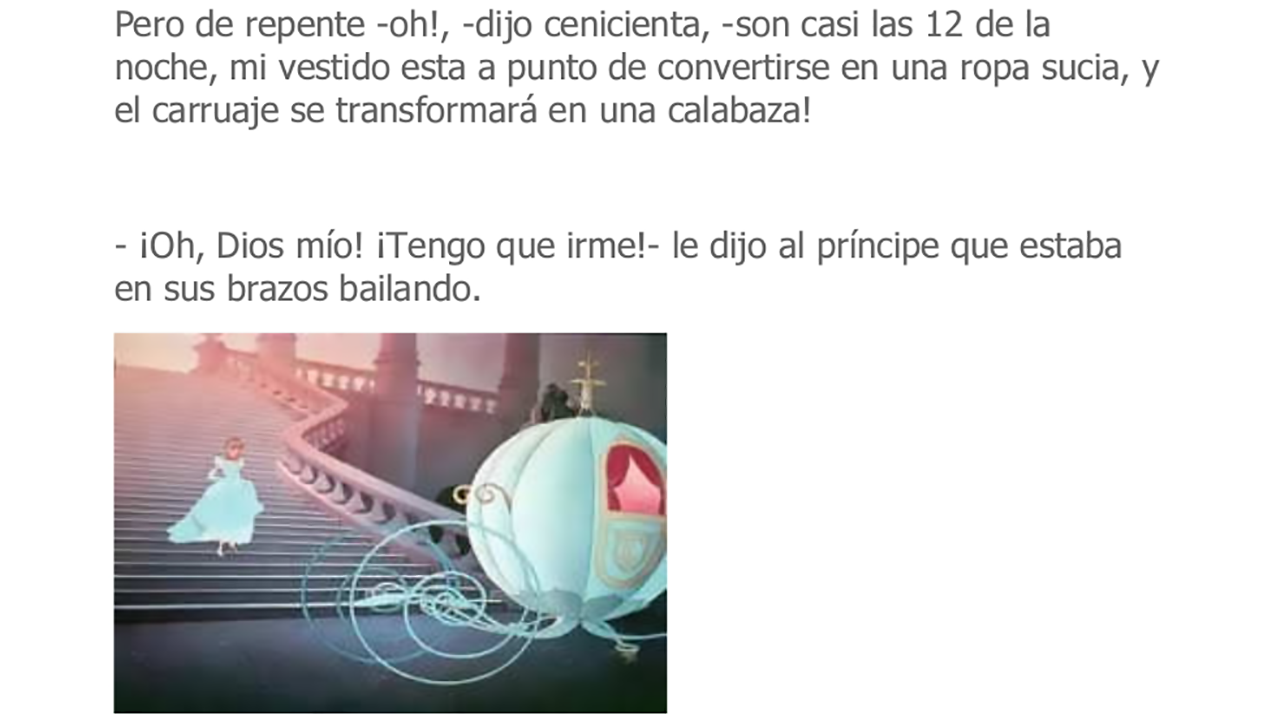 Pero de repente -oh!, -dijo cenicienta, -son casi las 12 de la
noche, mi vestido esta a punto de convertirse en una ropa sucia, y
el carruaje se transformará en una calabaza!
- ¡Oh, Dios mío! ¡Tengo que irme!- le dijo al príncipe que estaba
en sus brazos bailando.